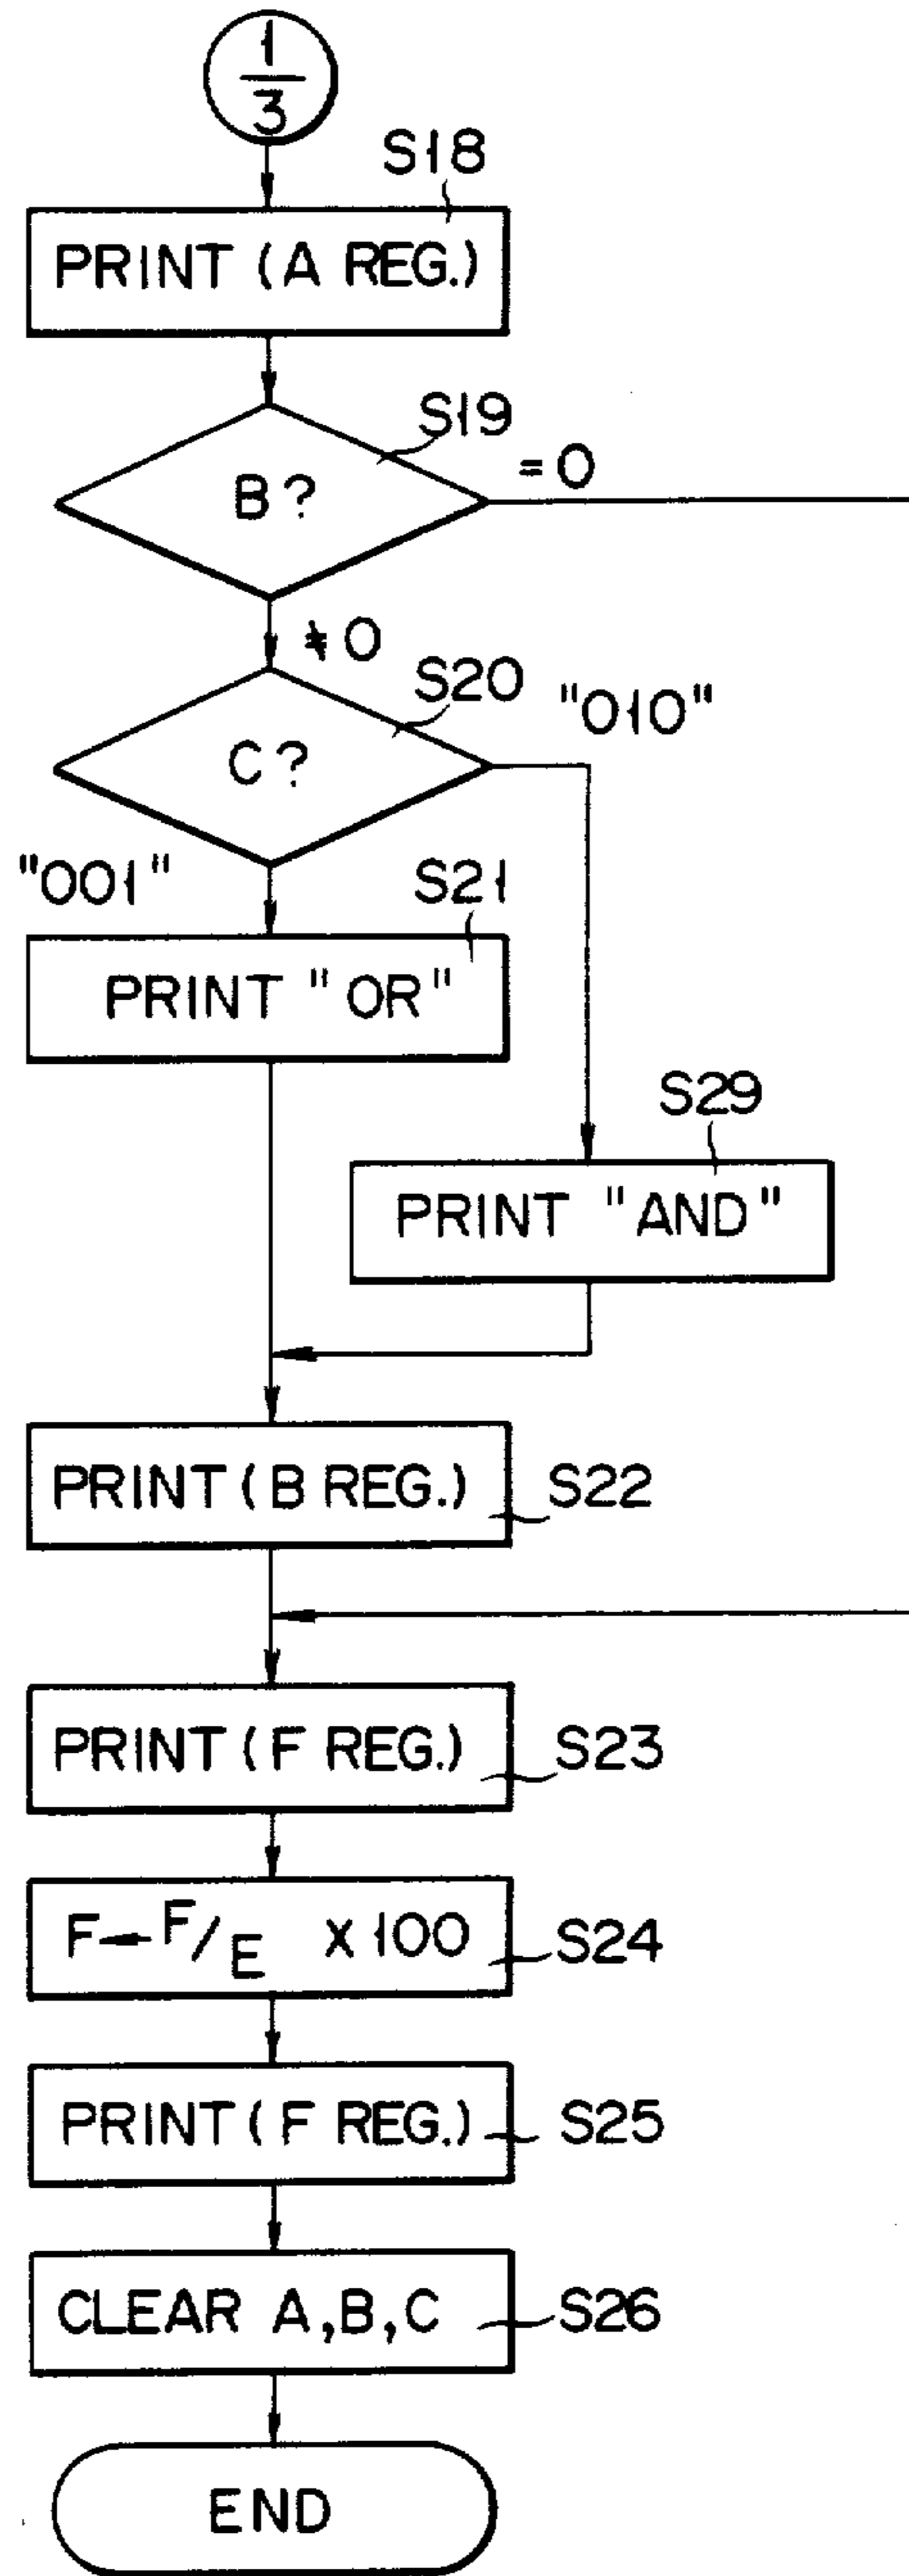 1
3
S18
PRINT (A REG.)
S19
= 0
B?
≠ 0
S20
"010"
C?
"001"
S21
PRINT "OR"
S29
PRINT "AND"
PRINT (B REG.)
S22
PRINT (F REG.)
S23
F←F/E X 100
S24
PRINT (F REG.)
S25
CLEAR A,B,C
S26
END